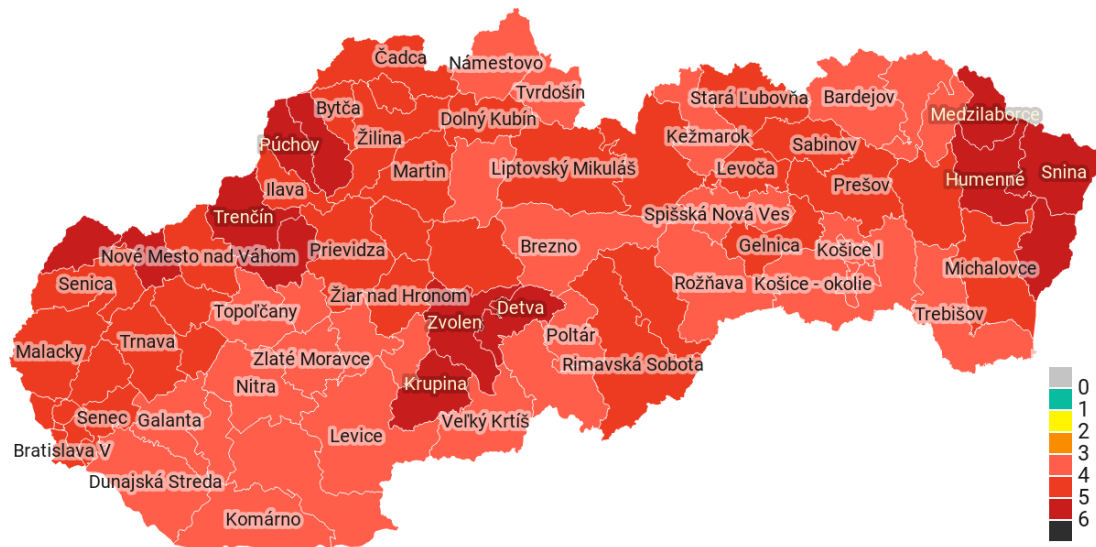 Čadca
Námestovo
Tvrdošín
Bytča
Dolný Kubín
Stará Ľubovňa
Bardejov
Medzilaborce
Púchov
Žilina
Kežmarok
Sabinov
Ilava
Martin
Liptovský Mikuláš
Levoča
Prešov
Humenné
Snina
Trenčín
Spišská Nová Ves
Nové Mesto nad Váhom
Prievidza
Brezno
Gelnica
Košice I
Senica
Žiar nad Hronom
Rožňava
Košice - okolie
Michalovce
Topoľčany
Detva
Zvolen
Poltár
Trebišov
Malacky
Trnava
Zlaté Moravce
Rimavská Sobota
Nitra
Krupina
Senec
Galanta
Levice
Veľký Krtíš
Bratislava V
Dunajská Streda
Komárno
0
1
2
3
4
5
6